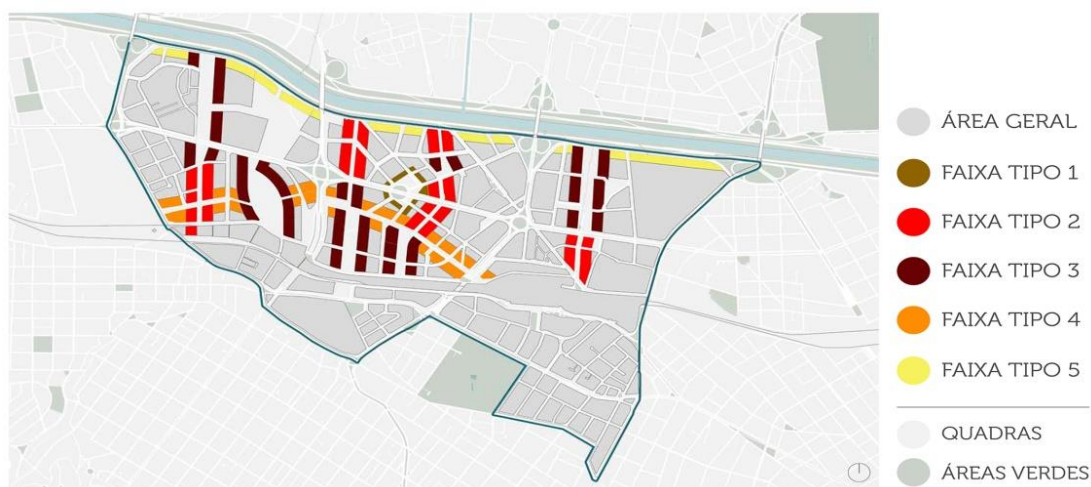 ÁREA GERAL
FAIXA TIPO 1
FAIXA TIPO 2
FAIXA TIPO 3
FAIXA TIPO 4
FAIXA TIPO 5
QUADRAS
ÁREAS VERDES